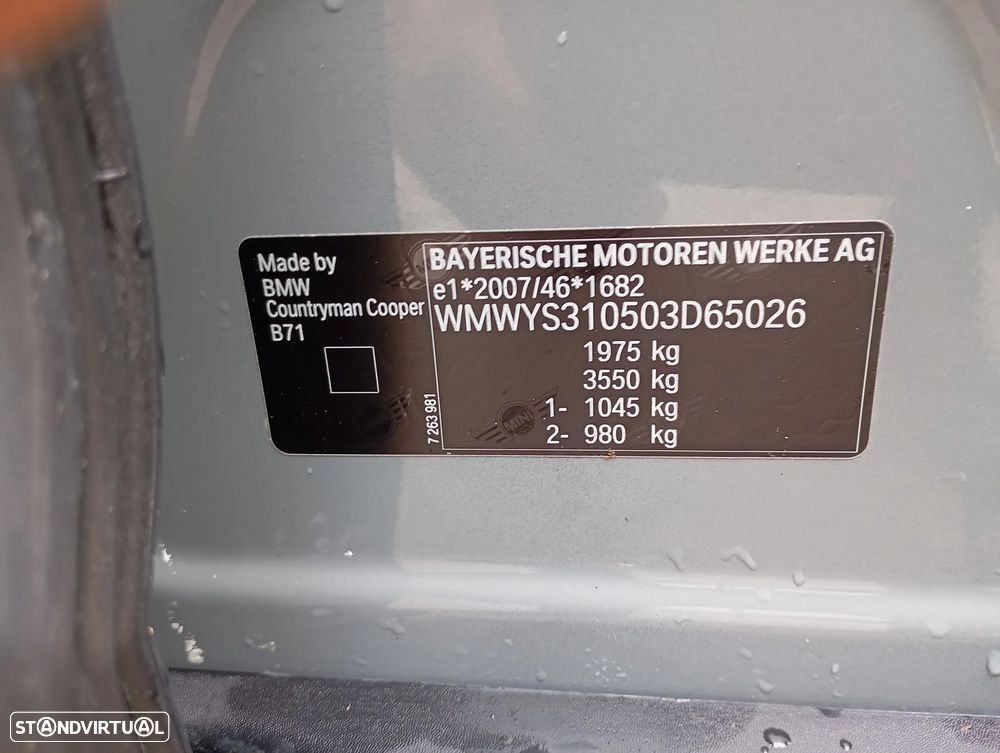 Made by
BMW
Countryman Cooper
B71
7 263 981
BAYERISCHE MOTOREN WERKE AG
e1*2007/46*1682
WMWYS310503D65026
1975 kg
3550 kg
1- 1045 kg
2- 980 kg
MINI
STANDVIRTUAL